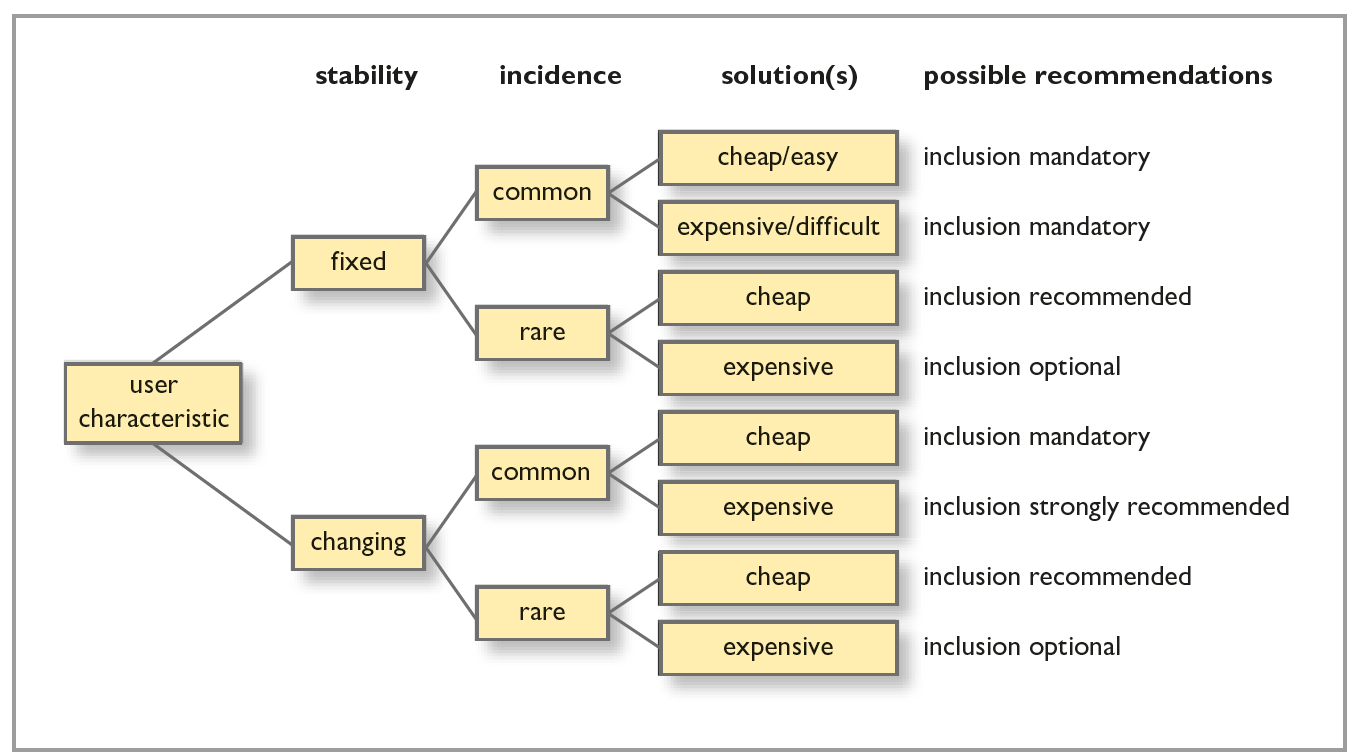 stability incidence solution(s) possible recommendations
cheap/easy inclusion mandatory
common
expensive/difficult inclusion mandatory
fixed
cheap inclusion recommended
rare
expensive inclusion optional
user
characteristic
cheap inclusion mandatory
common
expensive inclusion strongly recommended
changing
cheap inclusion recommended
rare
expensive inclusion optional